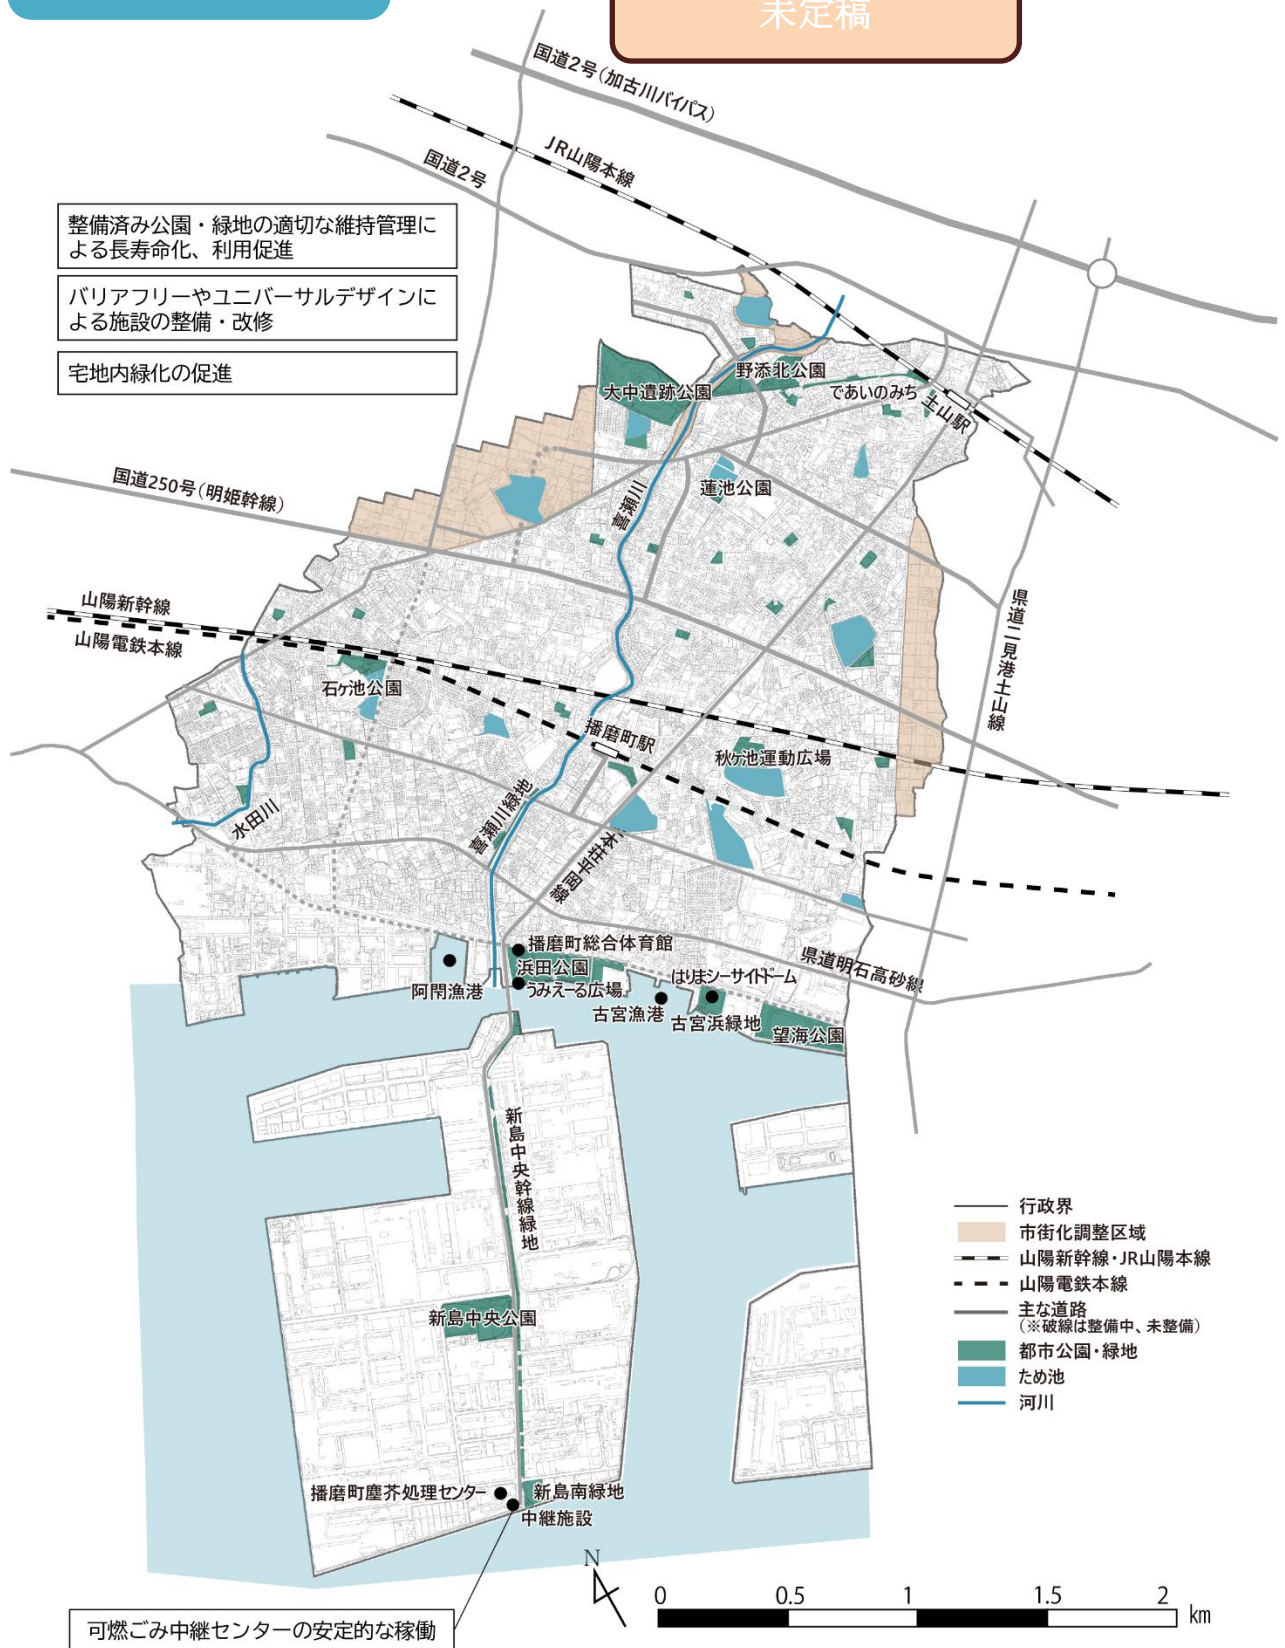 未定稿
国道2号(加古川バイパス)
JR山陽本線
国道2号
整備済み公園・緑地の適切な維持管理に
よる長寿命化、利用促進
バリアフリーやユニバーサルデザインに
よる施設の整備・改修
宅地内緑化の促進
野添北公園
大中遺跡公園
であいのみち
土山駅
国道250号(明姫幹線)
蓮池公園
喜瀬川
山陽新幹線
山陽電鉄本線
県道二見港土山線
石ケ池公園
播磨町駅
秋ケ池運動広場
喜瀬川緑地
水田川
播磨町総合体育館
浜田公園
うみえーる広場
阿閇漁港
古宮漁港
はりまシーサイドドーム
古宮浜緑地
望海公園
県道明石高砂線
新島中央幹線緑地
行政界
市街化調整区域
山陽新幹線・JR山陽本線
山陽電鉄本線
主な道路
(※破線は整備中、未整備)
都市公園・緑地
ため池
河川
新島中央公園
播磨町塵芥処理センター
新島南緑地
中継施設
可燃ごみ中継センターの安定的な稼働
N
0 0.5 1 1.5 2
km